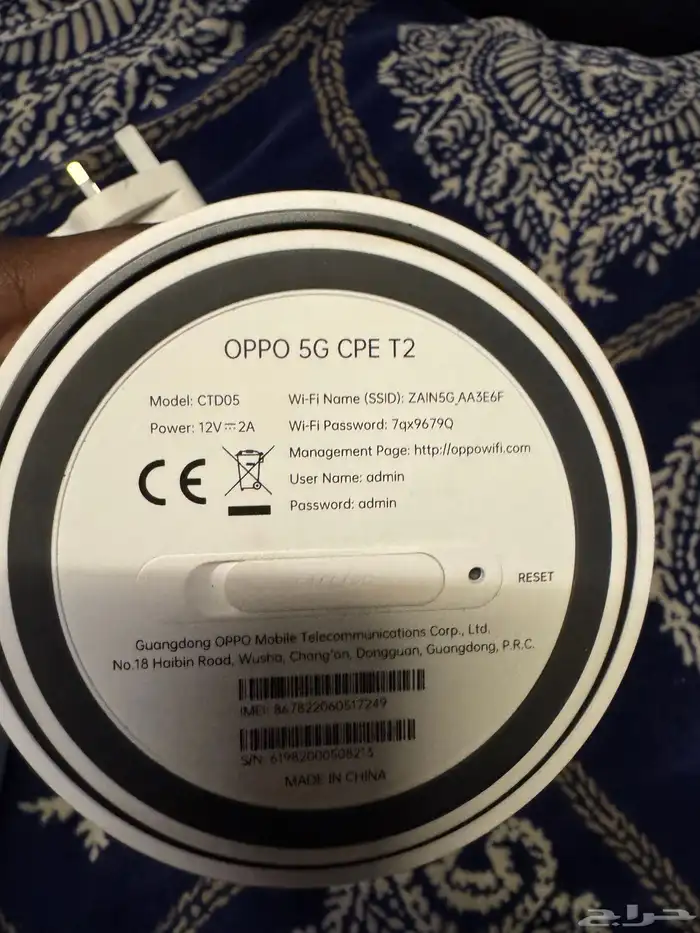 OPPO 5G CPE T2
Model: CTD05
Power: 12V⎓2A
Wi-Fi Name (SSID): ZAIN5G_AA3E6F
Wi-Fi Password: 7qx9679Q
Management Page: http://oppowifi.com
User Name: admin
Password: admin
CE
RESET
Guangdong OPPO Mobile Telecommunications Corp., Ltd.
No.18 Haibin Road, Wusha, Chang'an, Dongguan, Guangdong, P.R.C.
IMEI: 867822060517249
S/N: 61982000508215
MADE IN CHINA
حراج